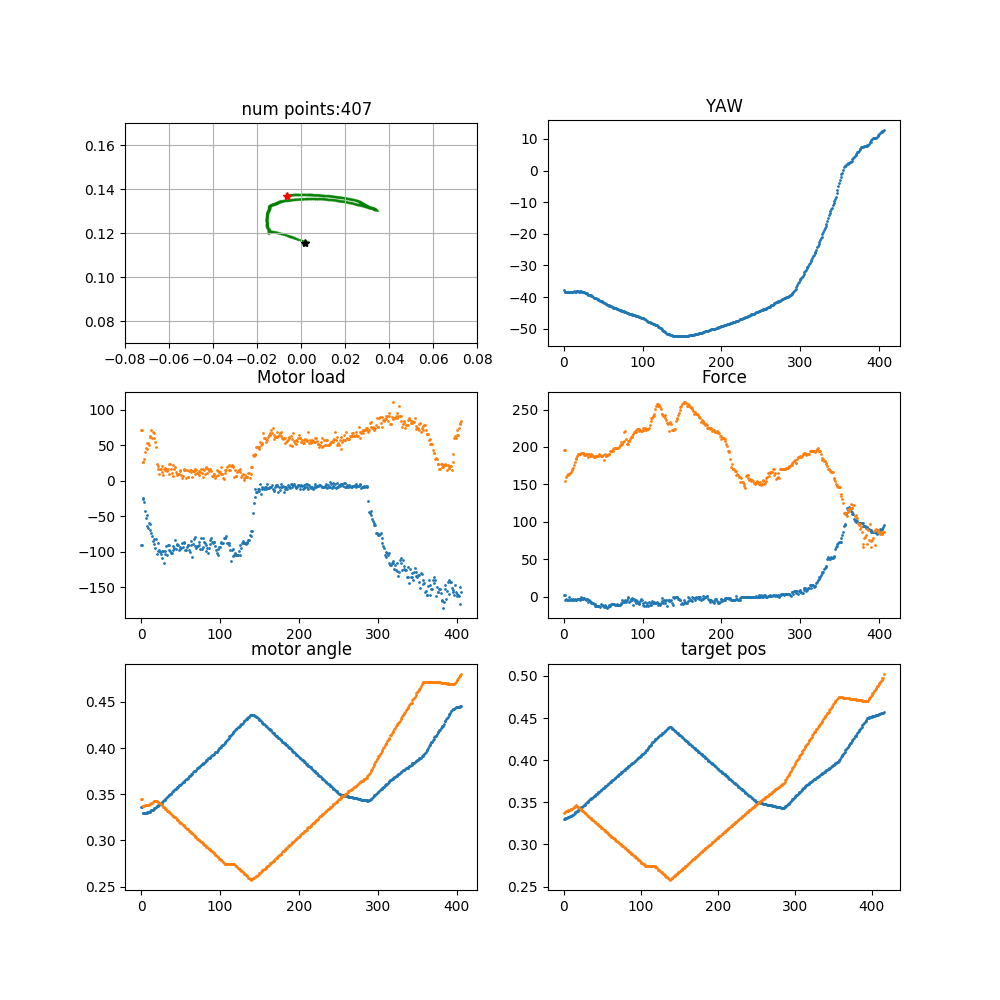 num points:407
0.16
0.14
0.12
0.10
0.08
−0.08 −0.06 −0.04 −0.02 0.00 0.02 0.04 0.06 0.08
YAW
10
0
−10
−20
−30
−40
−50
0 100 200 300 400
Motor load
100
50
0
−50
−100
−150
0 100 200 300 400
Force
250
200
150
100
50
0
0 100 200 300 400
motor angle
0.45
0.40
0.35
0.30
0.25
0 100 200 300 400
target pos
0.50
0.45
0.40
0.35
0.30
0.25
0 100 200 300 400